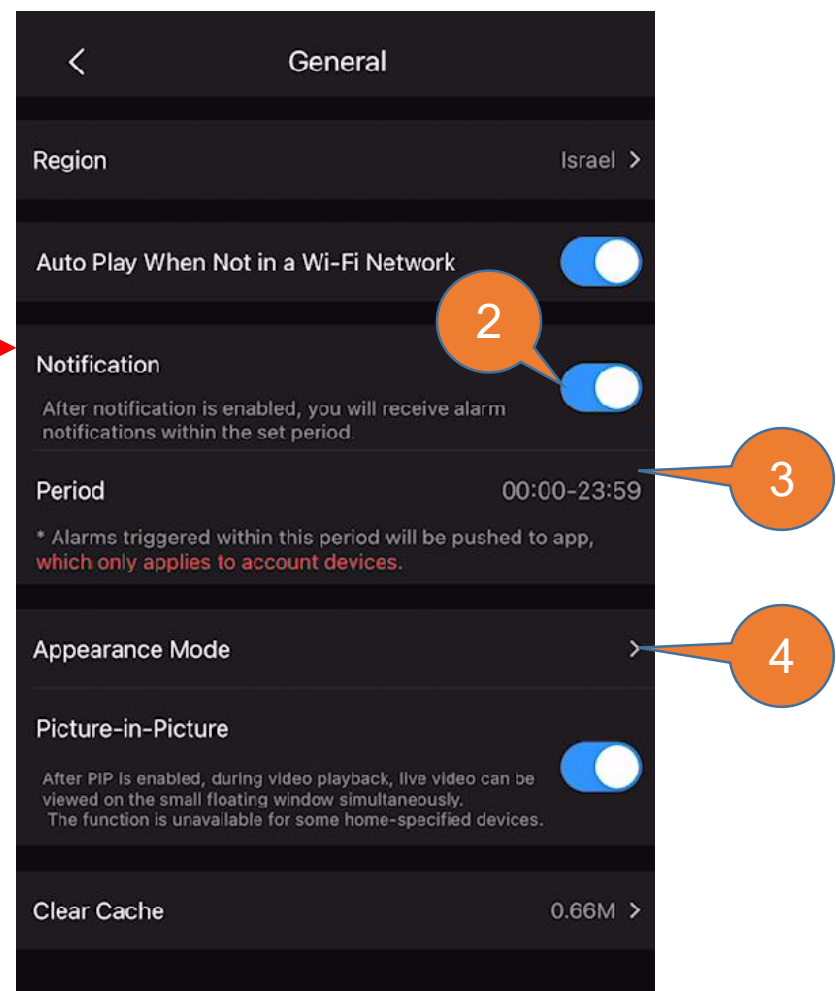 General
Region Israel
Auto Play When Not in a Wi-Fi Network
2
Notification
After notification is enabled, you will receive alarm
notifications within the set period.
3
Period 00:00-23:59
* Alarms triggered within this period will be pushed to app,
which only applies to account devices.
Appearance Mode
4
Picture-in-Picture
After PIP is enabled, during video playback, live video can be
viewed on the small floating window simultaneously.
The function is unavailable for some home-specified devices.
Clear Cache 0.66M